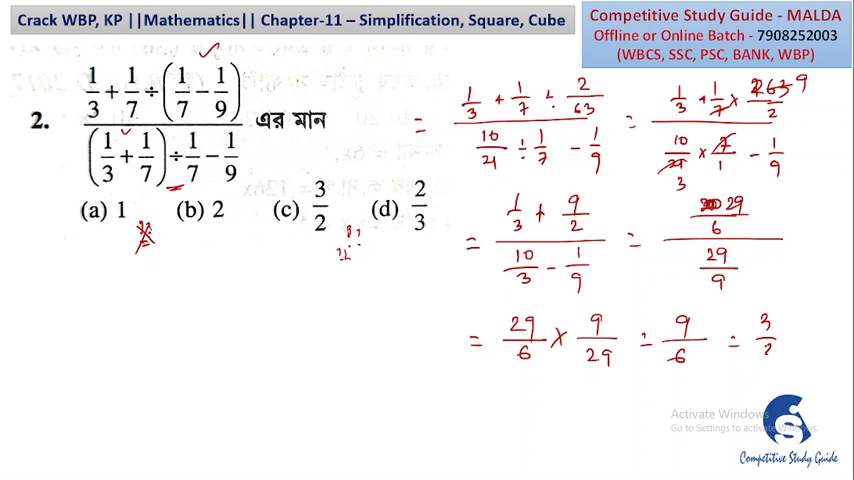 Crack WBP, KP ||Mathematics|| Chapter-11 – Simplification, Square, Cube
Competitive Study Guide - MALDA
Offline or Online Batch - 7908252003
(WBCS, SSC, PSC, BANK, WBP)
2. (1/3 + 1/7 ÷ (1/7 − 1/9)) / ((1/3 + 1/7) ÷ 1/7 − 1/9) এর মান
(a) 1 (b) 2 (c) 3/2 (d) 2/3
= (1/3 + 1/7 ÷ 2/63) / (10/21 ÷ 1/7 − 1/9) = (1/3 + 1/7 × 63/2) / (10/21 × 7/1 − 1/9)
= (1/3 + 9/2) / (10/3 − 1/9) = (29/6) / (29/9)
= 29/6 × 9/29 = 9/6 = 3/2
Activate Windows
Go to Settings to activate Windows.
Competitive Study Guide